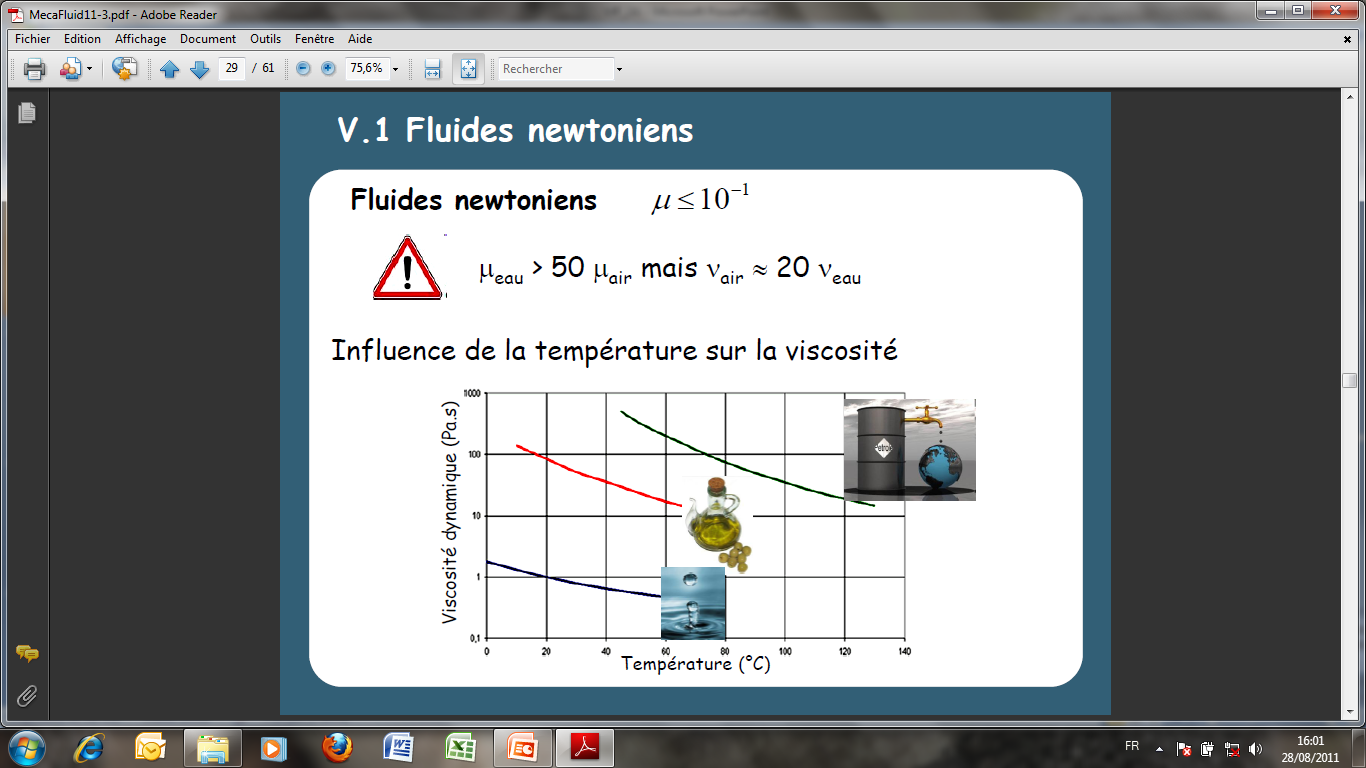 MecaFluid11-3.pdf - Adobe Reader
Fichier Edition Affichage Document Outils Fenêtre Aide
29 / 61 75,6% Rechercher
V.1 Fluides newtoniens
Fluides newtoniens μ ≤ 10⁻¹
μeau > 50 μair mais νair ≈ 20 νeau
Influence de la température sur la viscosité
Viscosité dynamique (Pa.s)
1000
100
10
1
0,1
0 20 40 60 80 100 120 140
Température (°C)
Petrole
FR
16:01
28/08/2011